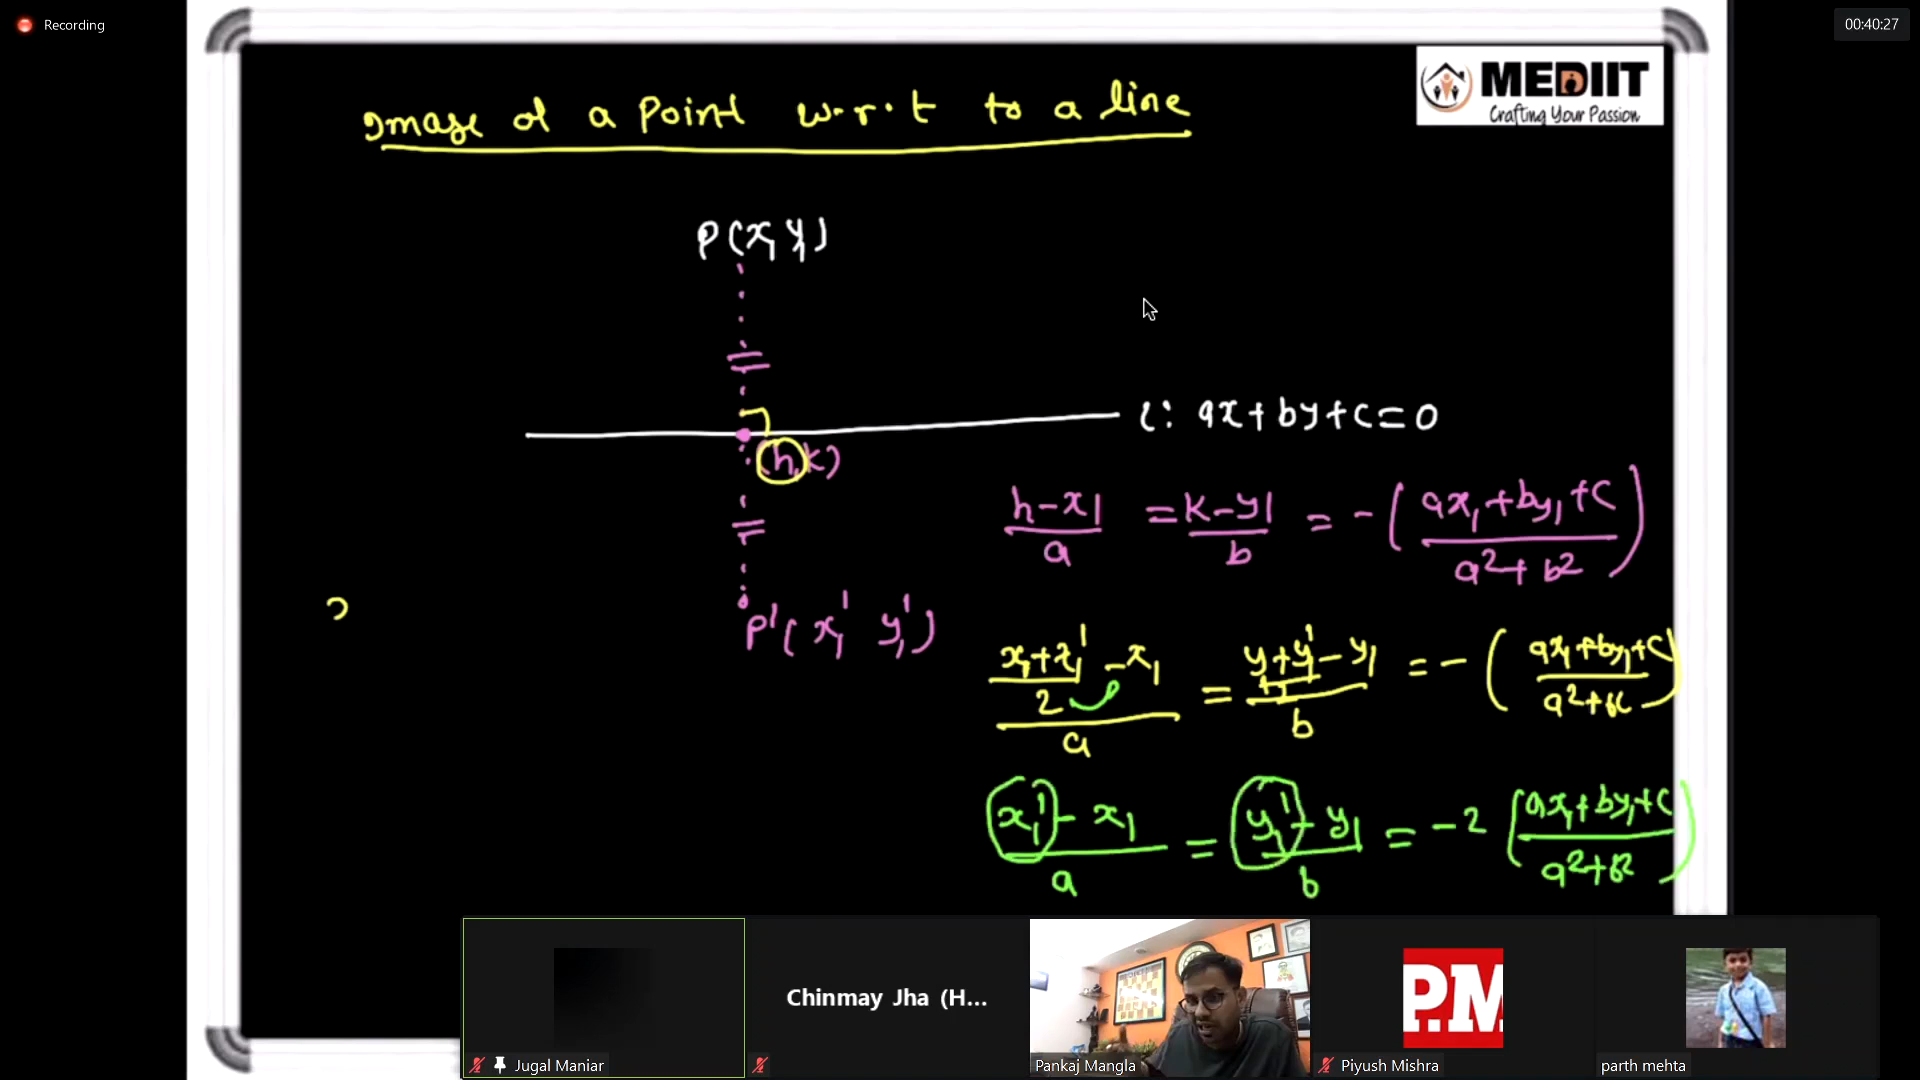 Recording
00:40:27
MEDIIT
Crafting Your Passion
Image of a Point w.r.t to a line
P(x₁ y₁)
L: ax+by+c=0
(h,k)
(h-x₁)/a = (k-y₁)/b = -((ax₁+by₁+c)/(a²+b²))
P'(x₁' y₁')
((x₁+x₁')/2 - x₁)/a = (y₁+y₁' - y₁)/b = -((ax₁+by₁+c)/(a²+b²))
(x₁' - x₁)/a = (y₁' - y₁)/b = -2((ax₁+by₁+c)/(a²+b²))
Chinmay Jha (H...
P.M
Jugal Maniar
Pankaj Mangla
Piyush Mishra
parth mehta